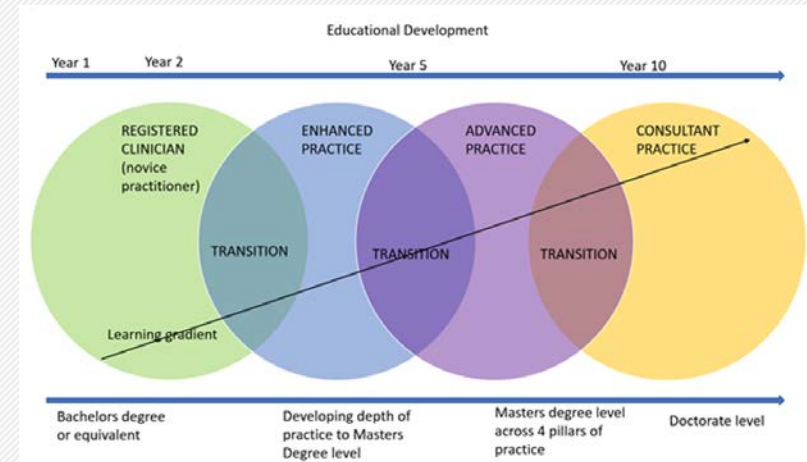 Educational Development
Year 1
Year 2
Year 5
Year 10
REGISTERED
CLINICIAN
(novice
practitioner)
ENHANCED
PRACTICE
ADVANCED
PRACTICE
CONSULTANT
PRACTICE
TRANSITION
TRANSITION
TRANSITION
Learning gradient
Bachelors degree
or equivalent
Developing depth of
practice to Masters
Degree level
Masters degree level
across 4 pillars of
practice
Doctorate level